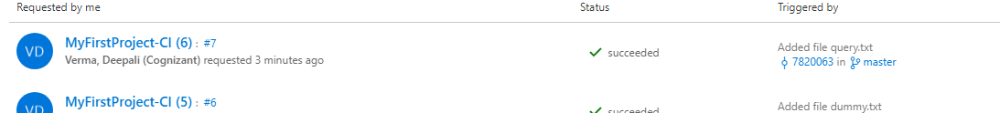 Requested by me Status Triggered by
VD MyFirstProject-CI (6) : #7 succeeded Added file query.txt
Verma, Deepali (Cognizant) requested 3 minutes ago 7820063 in master
VD MyFirstProject-CI (5) : #6 succeeded Added file dummy.txt